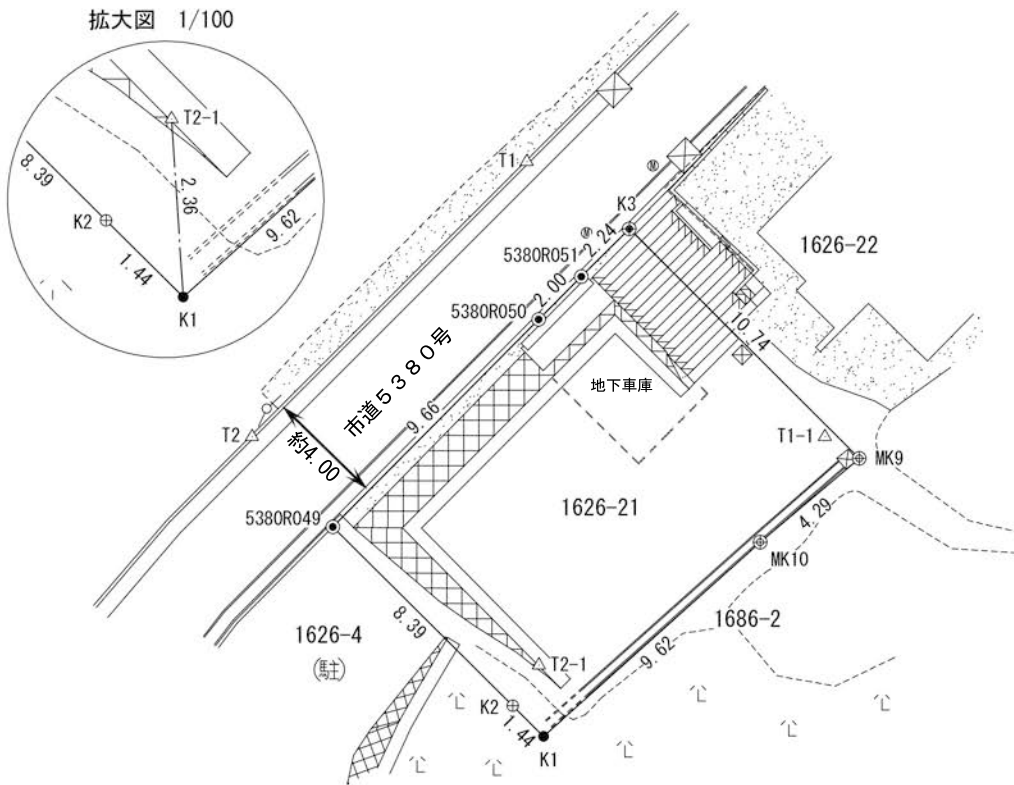 拡大図 1/100
T2-1
8.39
2.36
K2
9.62
1.44
K1
T1
M
K3
1626-22
M
2.24
5380R051
2.00
5380R050
10.74
市道5380号
地下車庫
9.66
T2
約4.00
T1-1
MK9
5380R049
1626-21
4.29
MK10
1626-4
(駐)
8.39
1686-2
9.62
T2-1
K2
1.44
K1